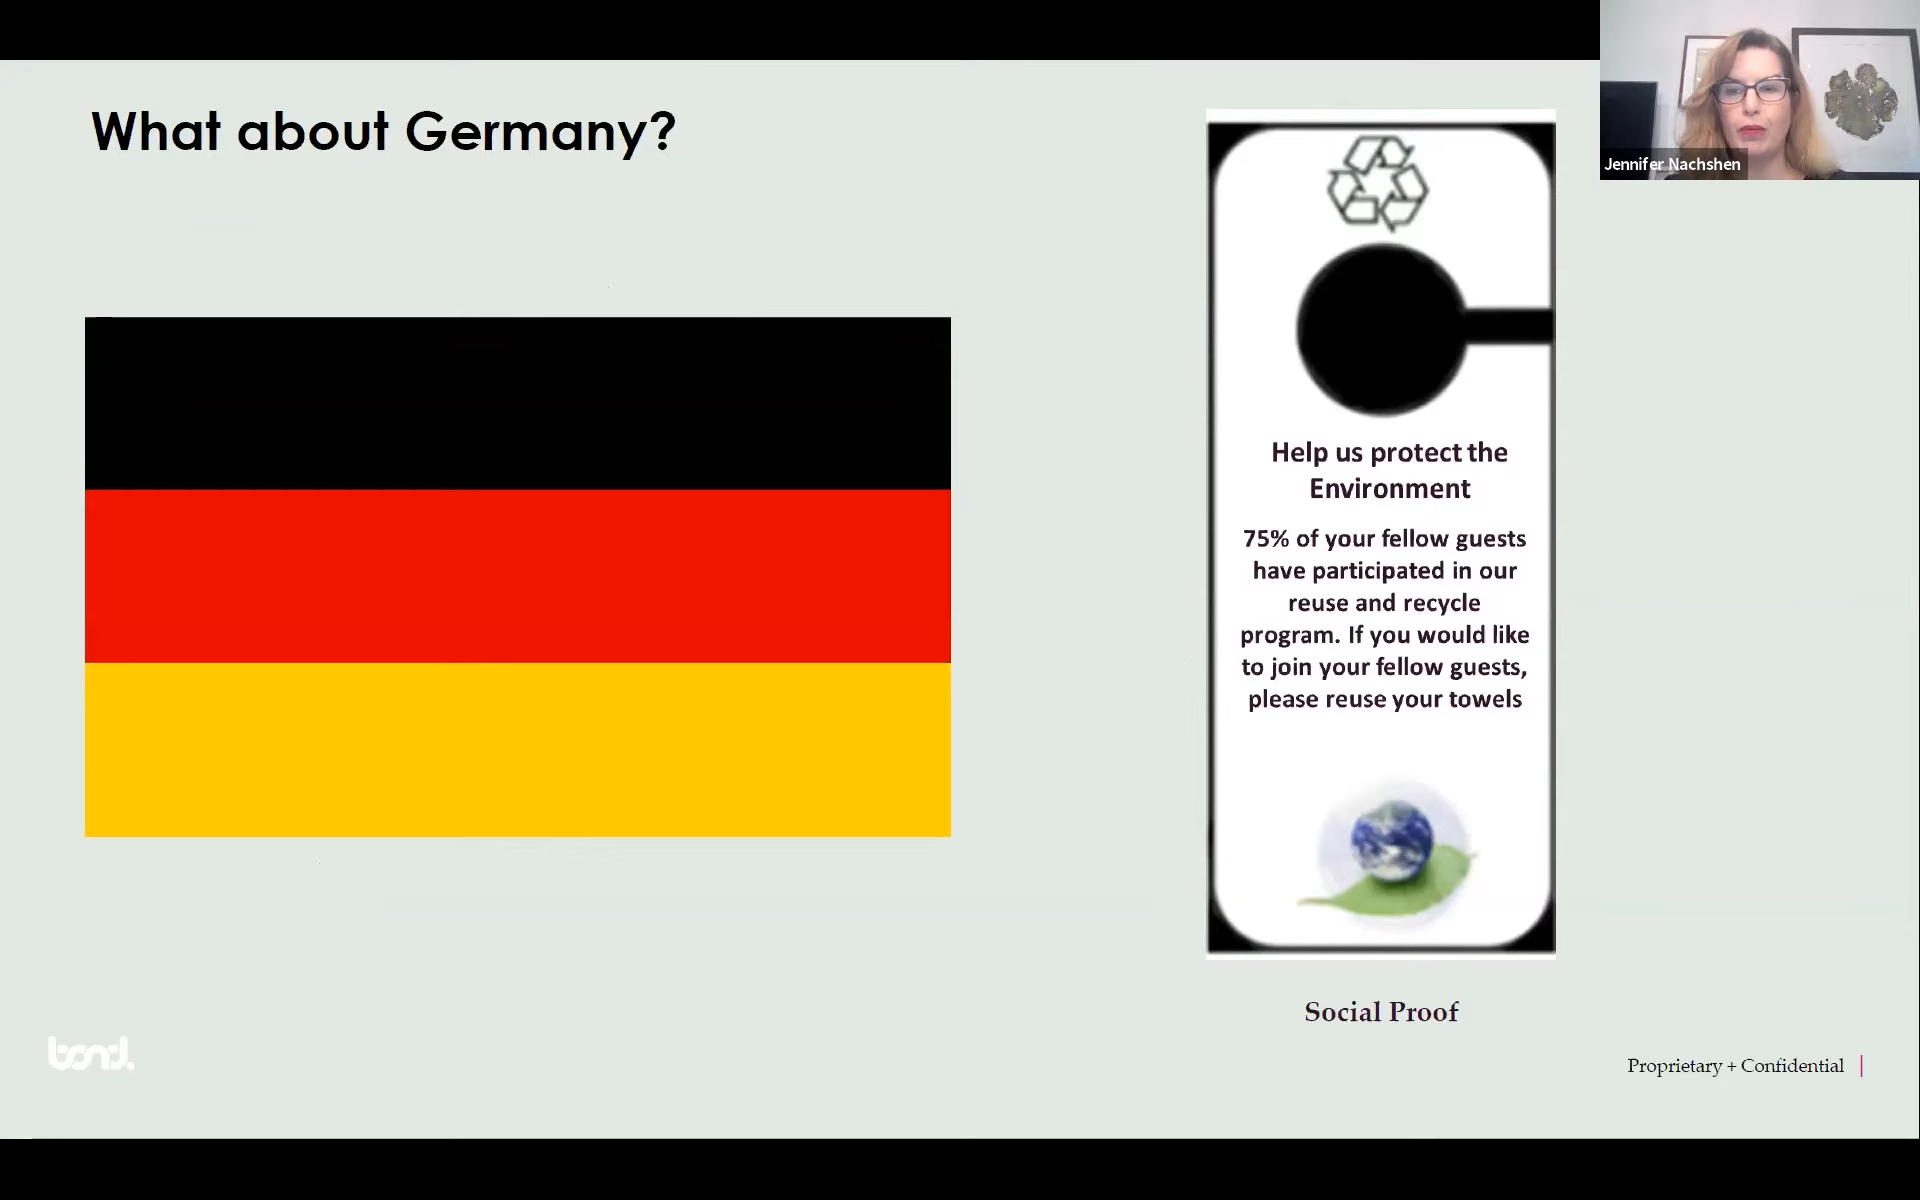 What about Germany?
Jennifer Nachshen
Help us protect the
Environment
75% of your fellow guests
have participated in our
reuse and recycle
program. If you would like
to join your fellow guests,
please reuse your towels
Social Proof
bond.
Proprietary + Confidential